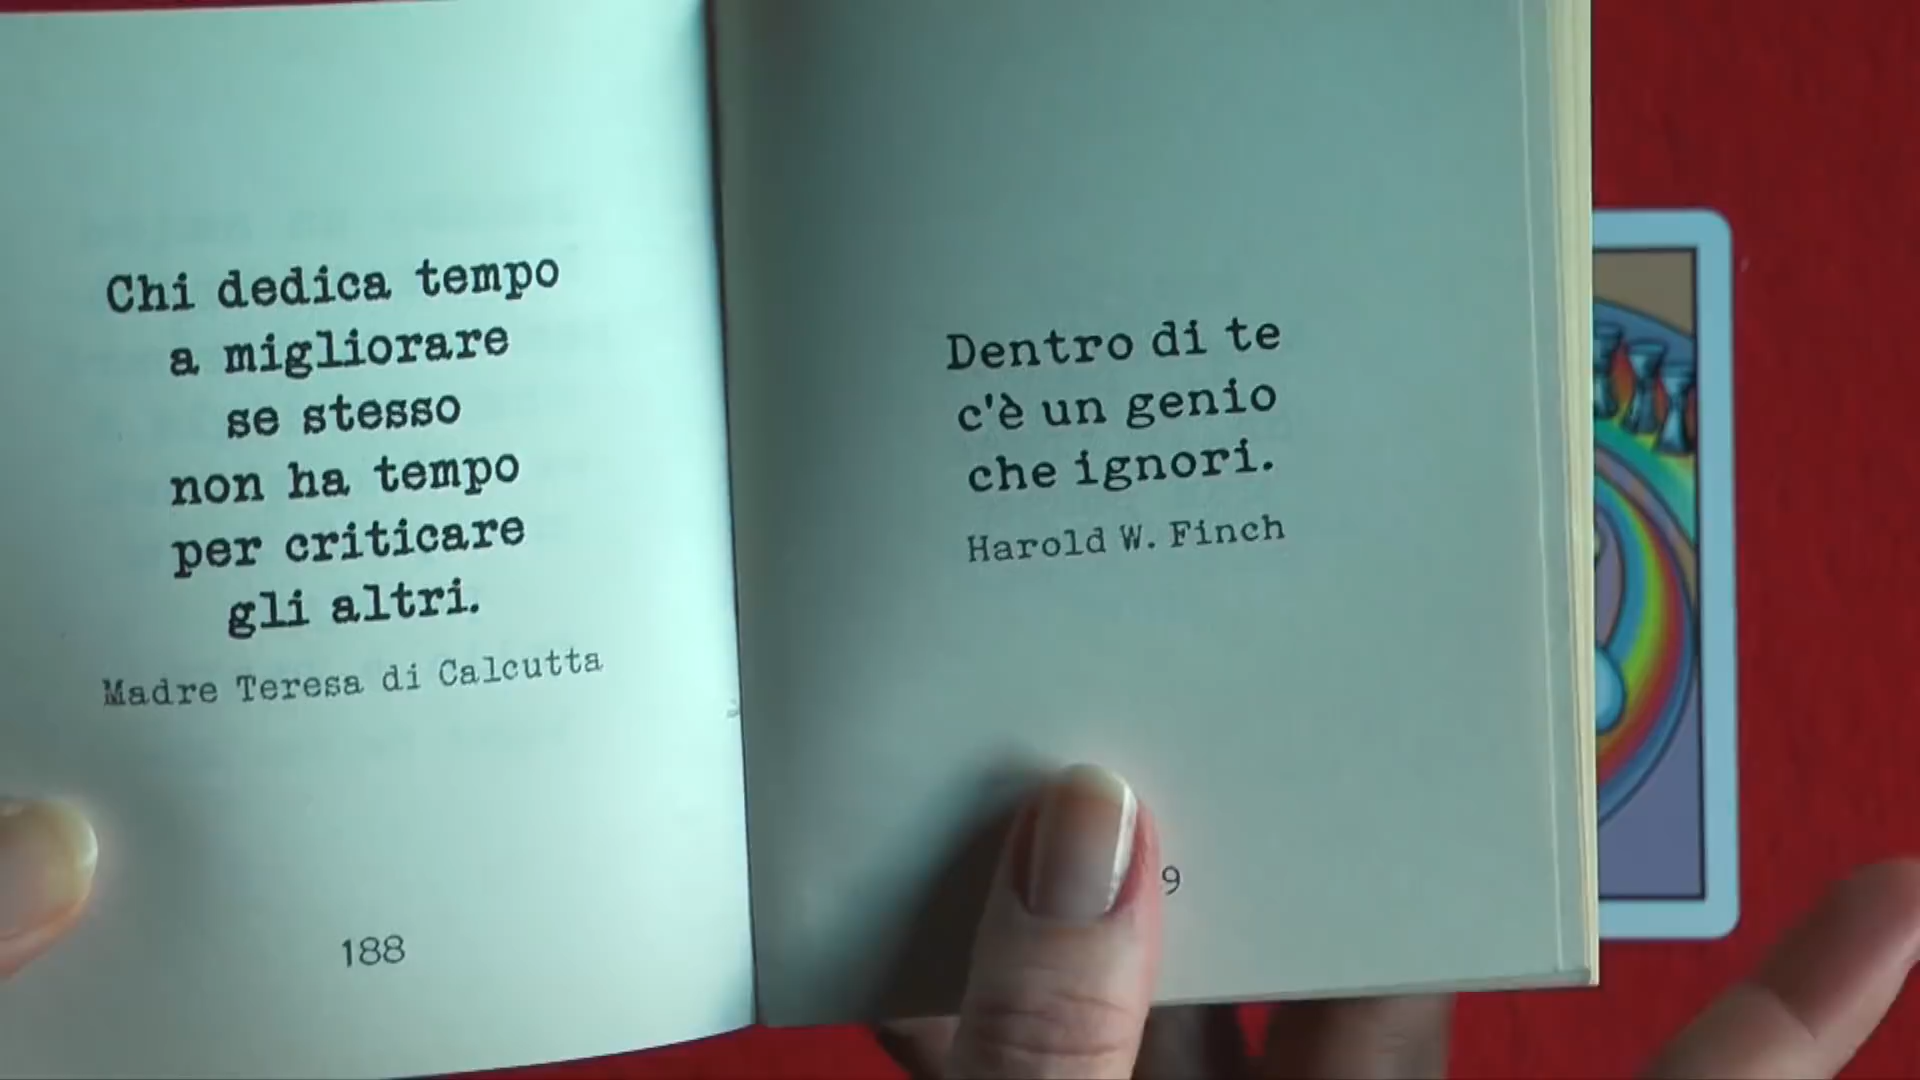 Chi dedica tempo
a migliorare
se stesso
non ha tempo
per criticare
gli altri.
Madre Teresa di Calcutta
188
Dentro di te
c'è un genio
che ignori.
Harold W. Finch
9